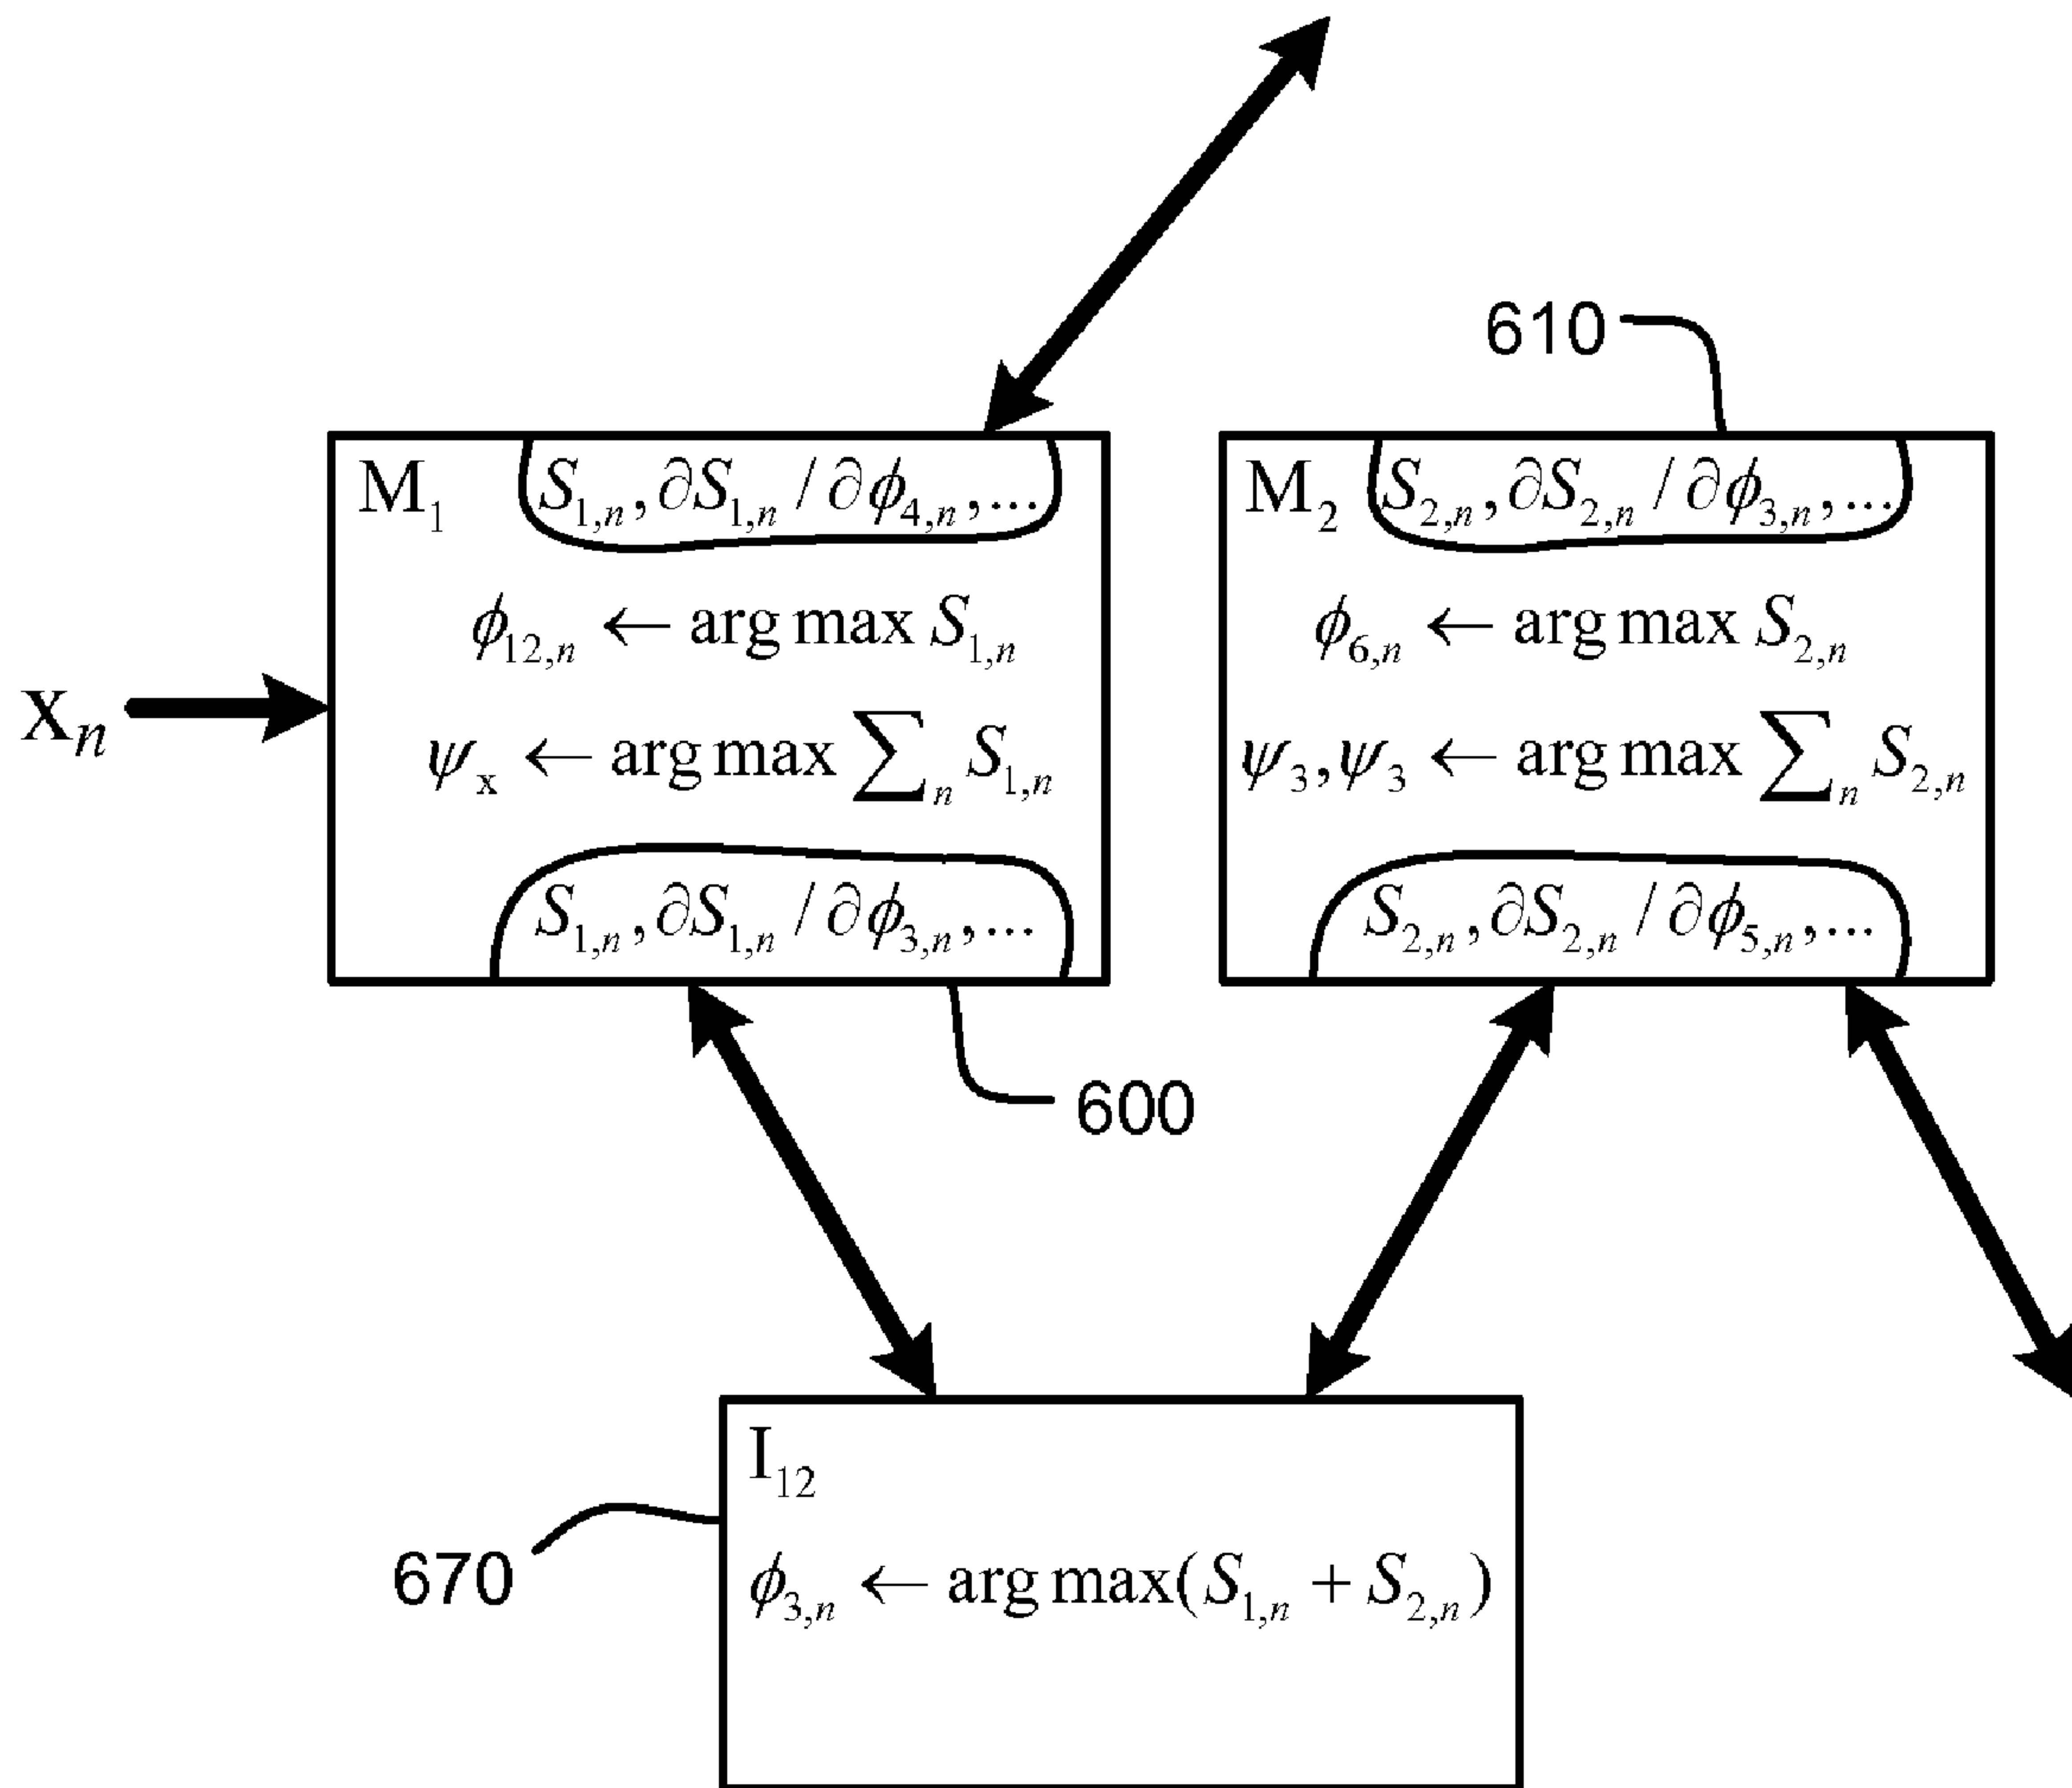 610
M₁ S₁,ₙ, ∂S₁,ₙ / ∂ϕ₄,ₙ, ...
ϕ₁₂,ₙ ← arg max S₁,ₙ
xₙ
ψₓ ← arg max ∑ₙ S₁,ₙ
S₁,ₙ, ∂S₁,ₙ / ∂ϕ₃,ₙ, ...
600
M₂ S₂,ₙ, ∂S₂,ₙ / ∂ϕ₃,ₙ, ...
ϕ₆,ₙ ← arg max S₂,ₙ
ψ₃, ψ₃ ← arg max ∑ₙ S₂,ₙ
S₂,ₙ, ∂S₂,ₙ / ∂ϕ₅,ₙ, ...
I₁₂
670
ϕ₃,ₙ ← arg max(S₁,ₙ + S₂,ₙ)